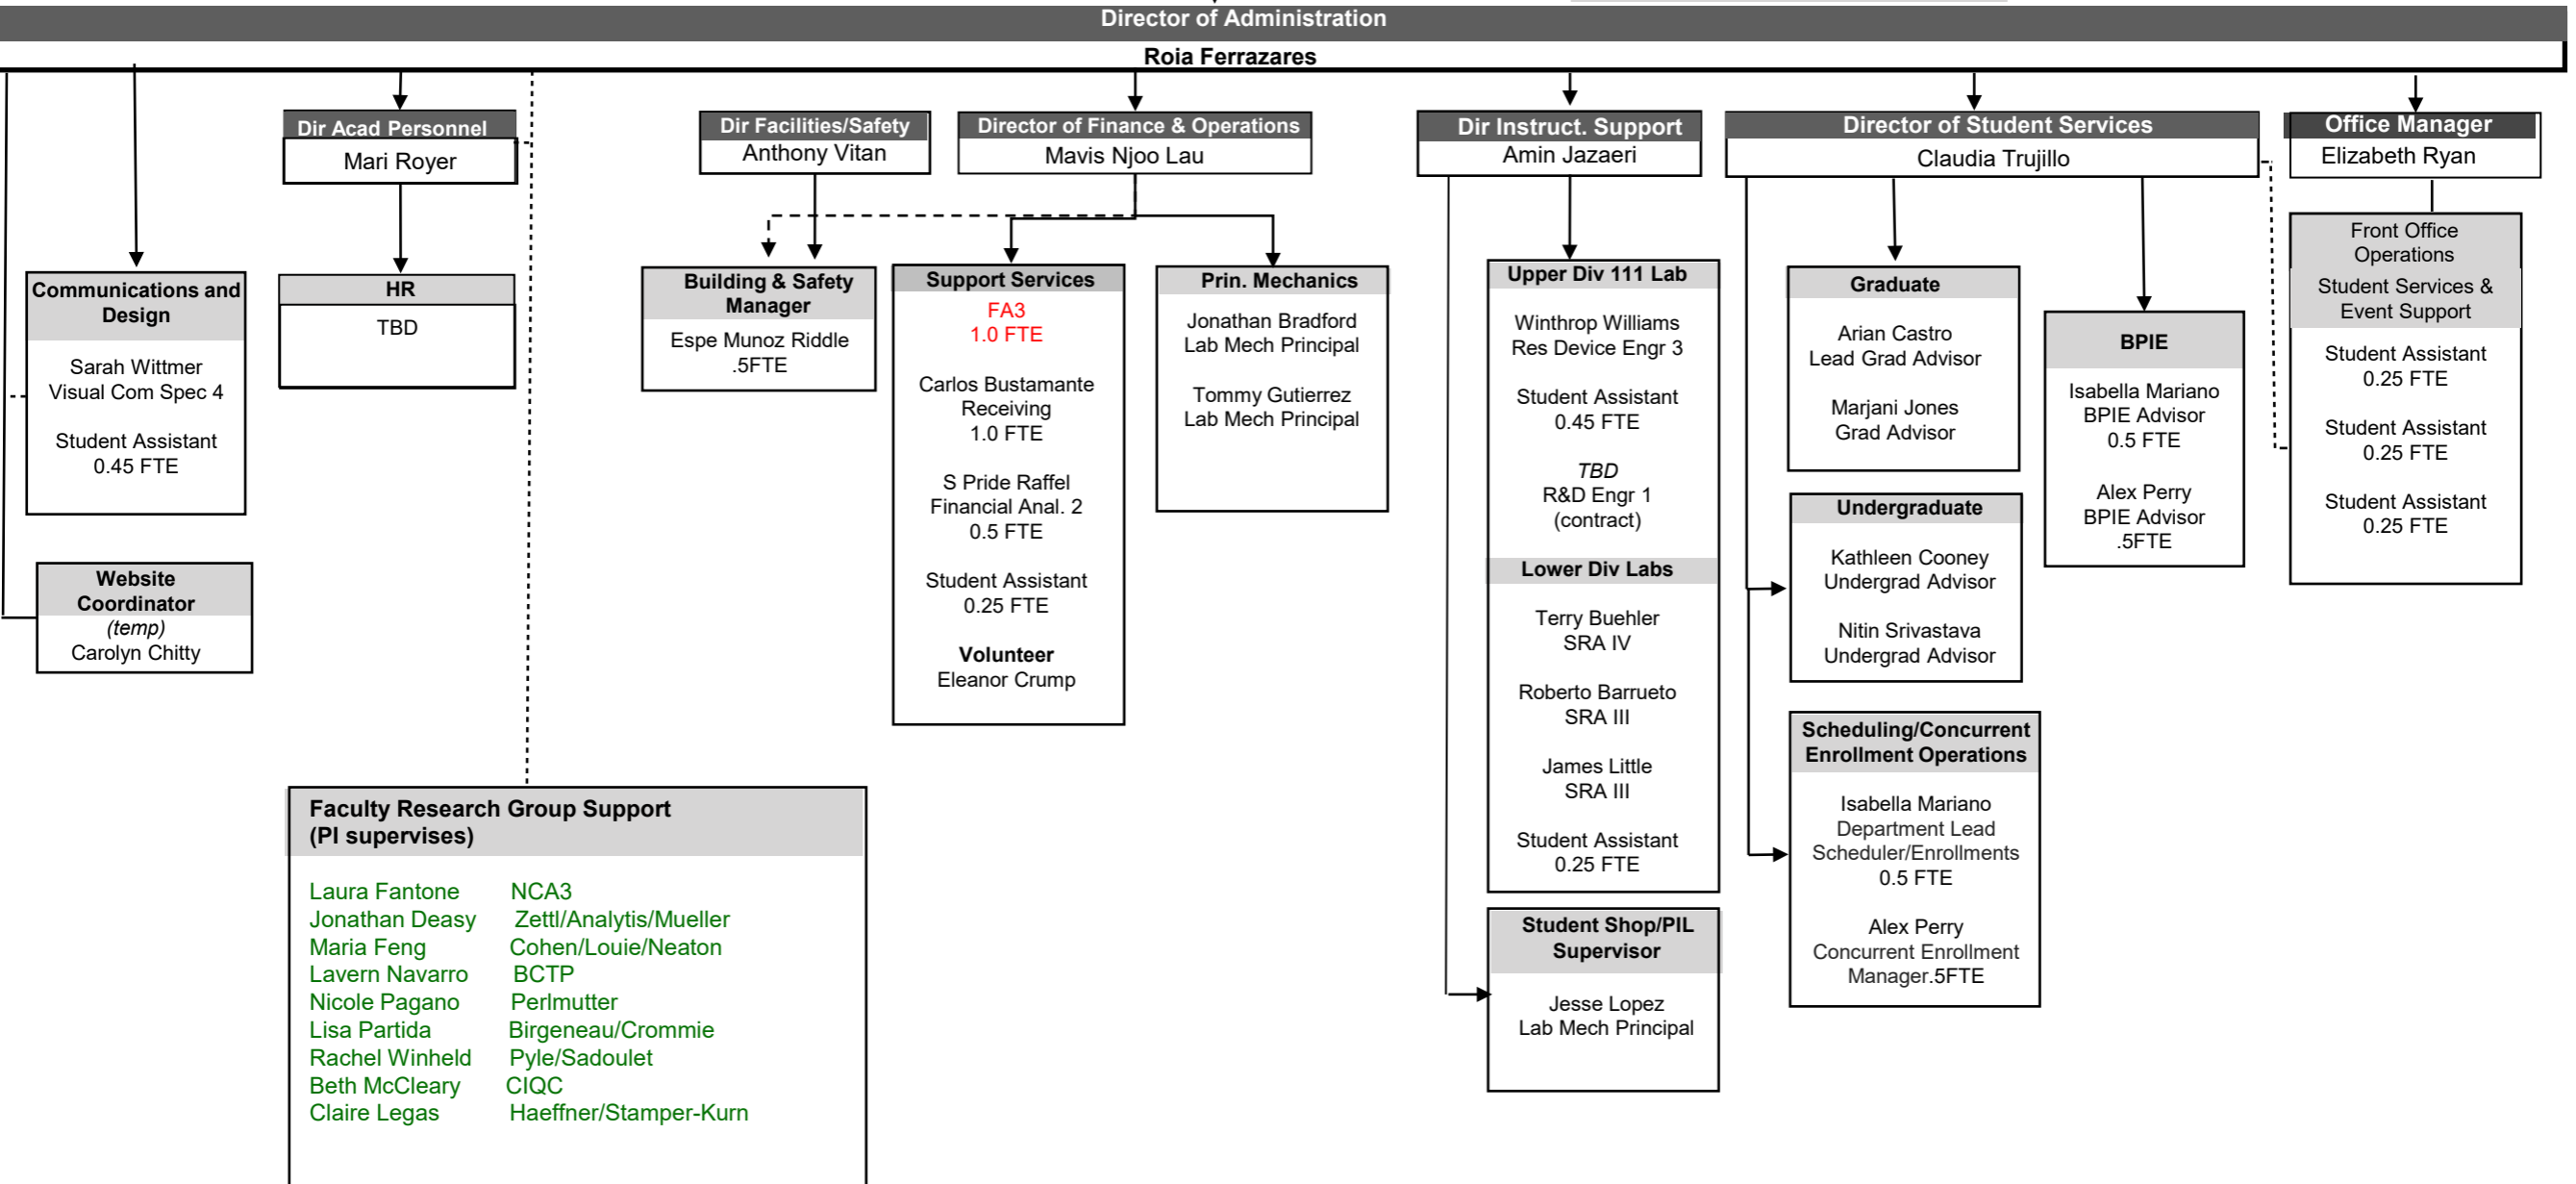 Director of Administration
Roia Ferrazares
Dir Acad Personnel
Mari Royer
Dir Facilities/Safety
Anthony Vitan
Director of Finance & Operations
Mavis Njoo Lau
Dir Instruct. Support
Amin Jazaeri
Director of Student Services
Claudia Trujillo
Office Manager
Elizabeth Ryan
Communications and
Design
Sarah Wittmer
Visual Com Spec 4
Student Assistant
0.45 FTE
Website
Coordinator
(temp)
Carolyn Chitty
HR
TBD
Building & Safety
Manager
Espe Munoz Riddle
.5FTE
Support Services
FA3
1.0 FTE
Carlos Bustamante
Receiving
1.0 FTE
S Pride Raffel
Financial Anal. 2
0.5 FTE
Student Assistant
0.25 FTE
Volunteer
Eleanor Crump
Prin. Mechanics
Jonathan Bradford
Lab Mech Principal
Tommy Gutierrez
Lab Mech Principal
Upper Div 111 Lab
Winthrop Williams
Res Device Engr 3
Student Assistant
0.45 FTE
TBD
R&D Engr 1
(contract)
Lower Div Labs
Terry Buehler
SRA IV
Roberto Barrueto
SRA III
James Little
SRA III
Student Assistant
0.25 FTE
Student Shop/PIL
Supervisor
Jesse Lopez
Lab Mech Principal
Graduate
Arian Castro
Lead Grad Advisor
Marjani Jones
Grad Advisor
Undergraduate
Kathleen Cooney
Undergrad Advisor
Nitin Srivastava
Undergrad Advisor
Scheduling/Concurrent
Enrollment Operations
Isabella Mariano
Department Lead
Scheduler/Enrollments
0.5 FTE
Alex Perry
Concurrent Enrollment
Manager.5FTE
BPIE
Isabella Mariano
BPIE Advisor
0.5 FTE
Alex Perry
BPIE Advisor
.5FTE
Front Office
Operations
Student Services &
Event Support
Student Assistant
0.25 FTE
Student Assistant
0.25 FTE
Student Assistant
0.25 FTE
Faculty Research Group Support
(PI supervises)
Laura Fantone NCA3
Jonathan Deasy Zettl/Analytis/Mueller
Maria Feng Cohen/Louie/Neaton
Lavern Navarro BCTP
Nicole Pagano Perlmutter
Lisa Partida Birgeneau/Crommie
Rachel Winheld Pyle/Sadoulet
Beth McCleary CIQC
Claire Legas Haeffner/Stamper-Kurn